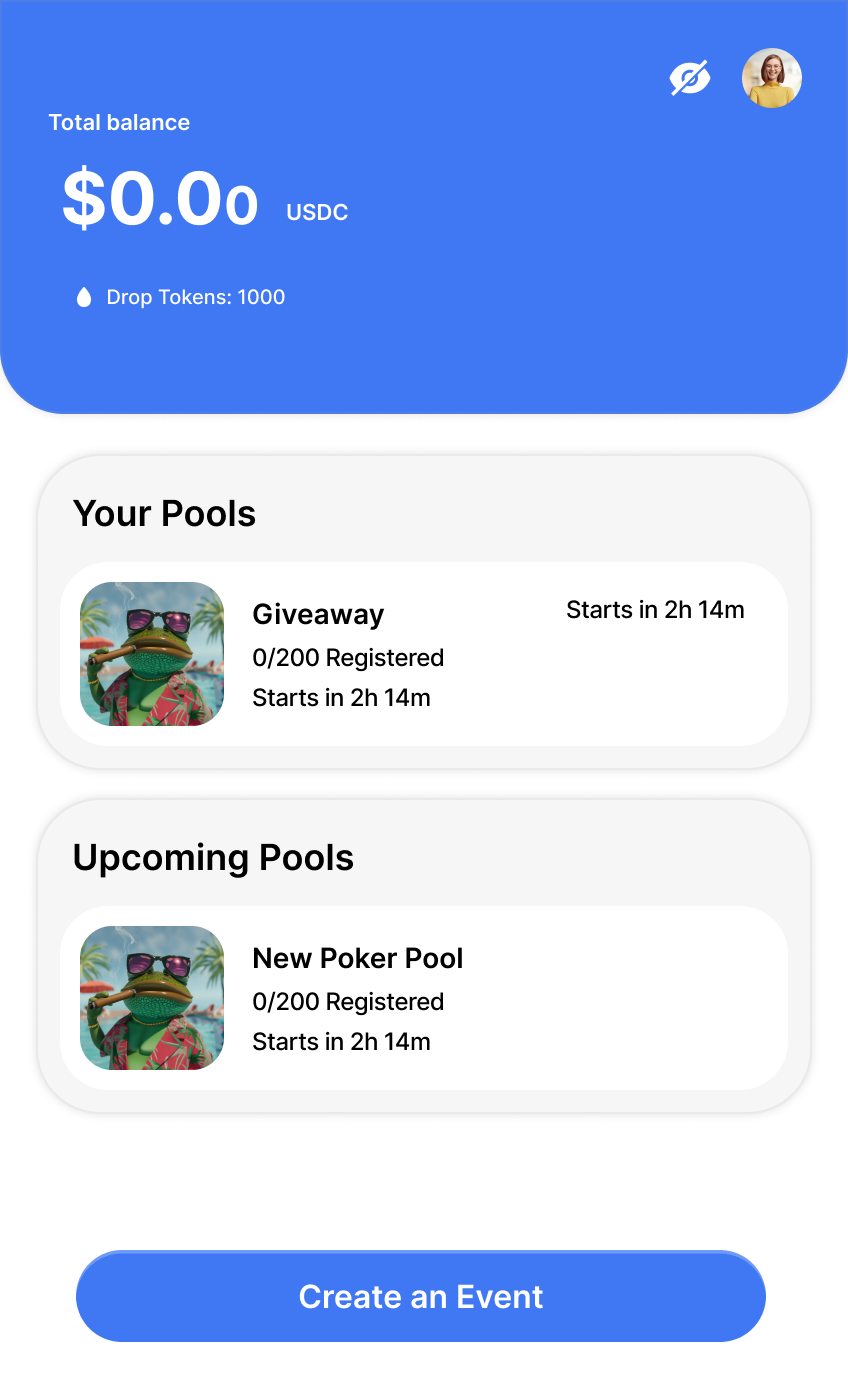 Total balance
$0.00 USDC
Drop Tokens: 1000
Your Pools
Giveaway
Starts in 2h 14m
0/200 Registered
Starts in 2h 14m
Upcoming Pools
New Poker Pool
0/200 Registered
Starts in 2h 14m
Create an Event